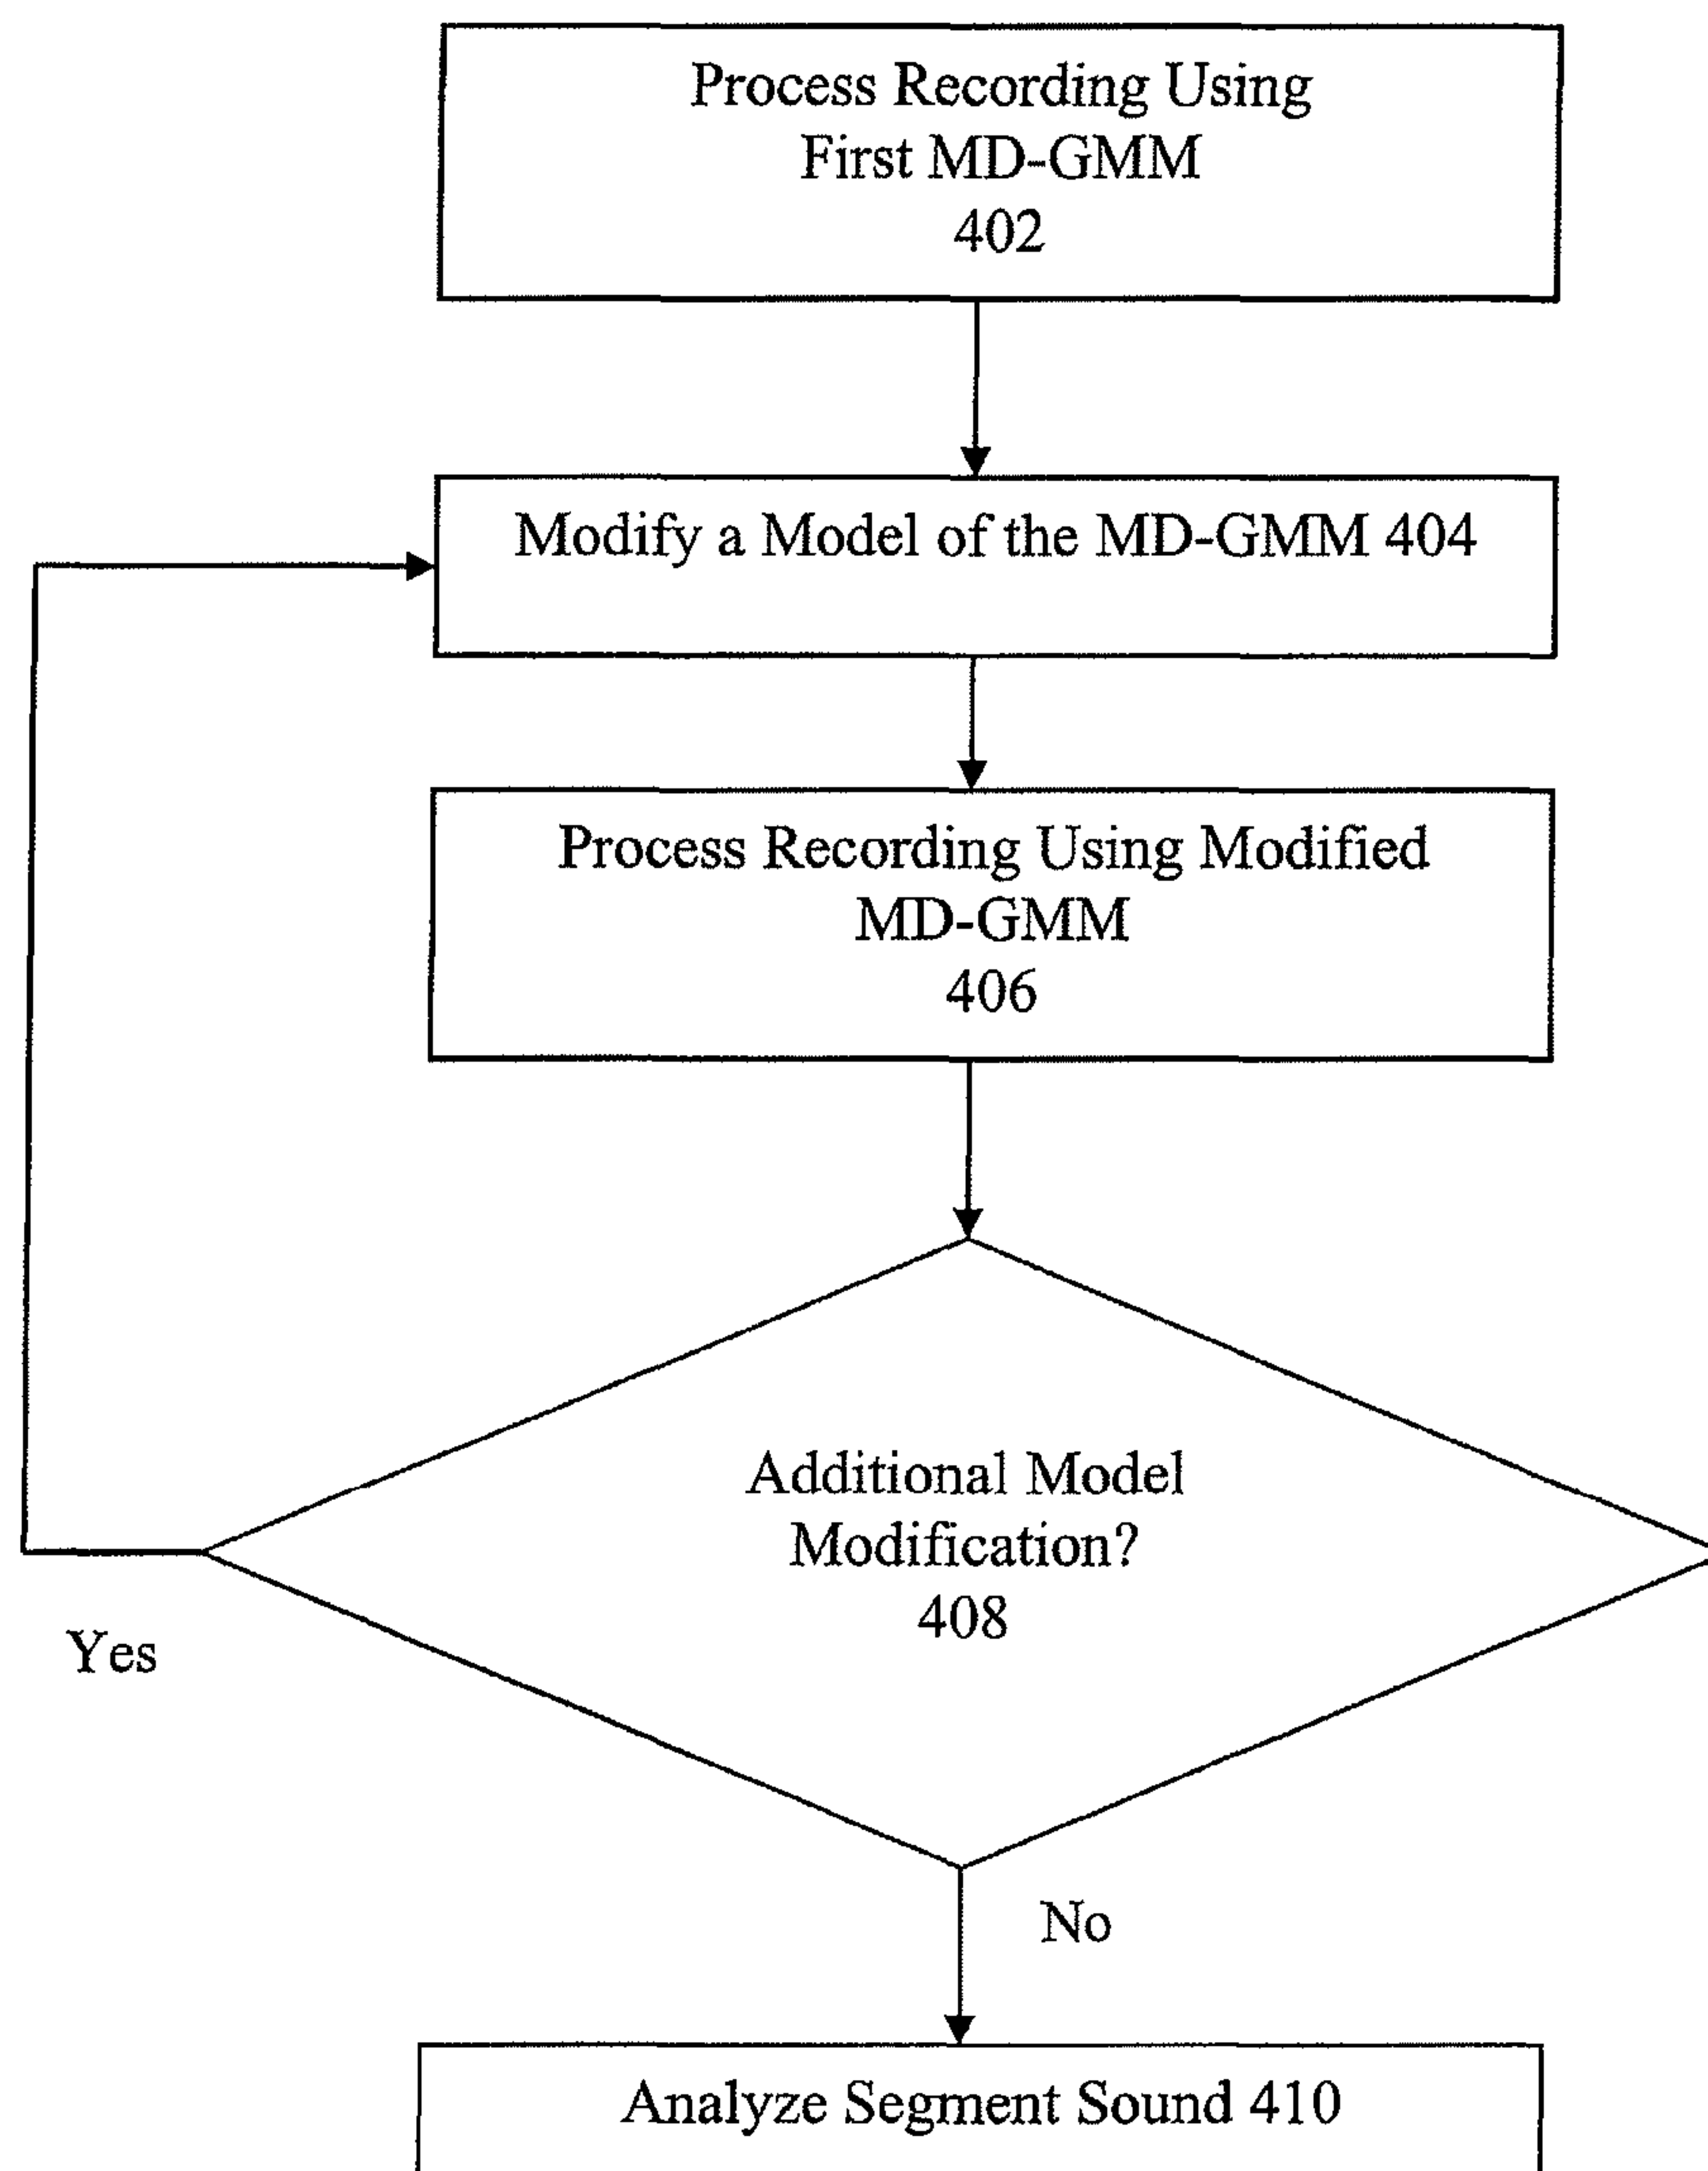 Process Recording Using
First MD-GMM
402
Modify a Model of the MD-GMM 404
Process Recording Using Modified
MD-GMM
406
Additional Model
Modification?
408
Yes
No
Analyze Segment Sound 410